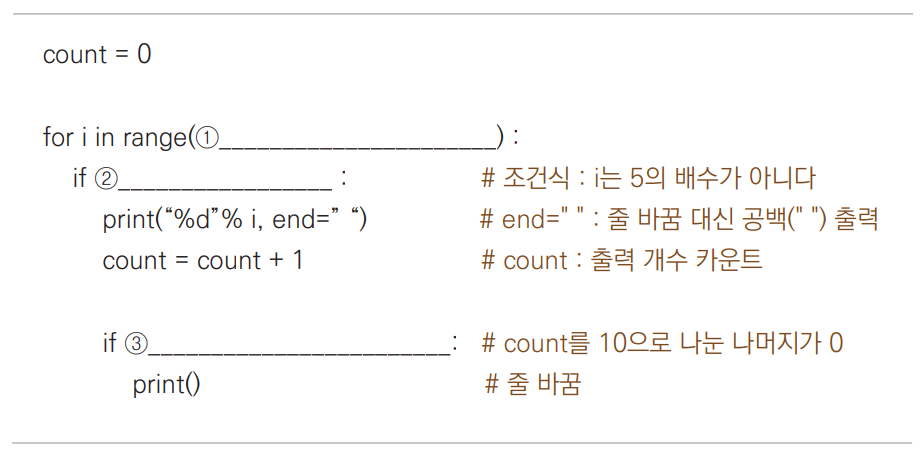 count = 0
for i in range(①______________________) :
if ②_________________ : # 조건식 : i는 5의 배수가 아니다
print(“%d”% i, end=” “) # end=" " : 줄 바꿈 대신 공백(" ") 출력
count = count + 1 # count : 출력 개수 카운트
if ③________________________: # count를 10으로 나눈 나머지가 0
print() # 줄 바꿈